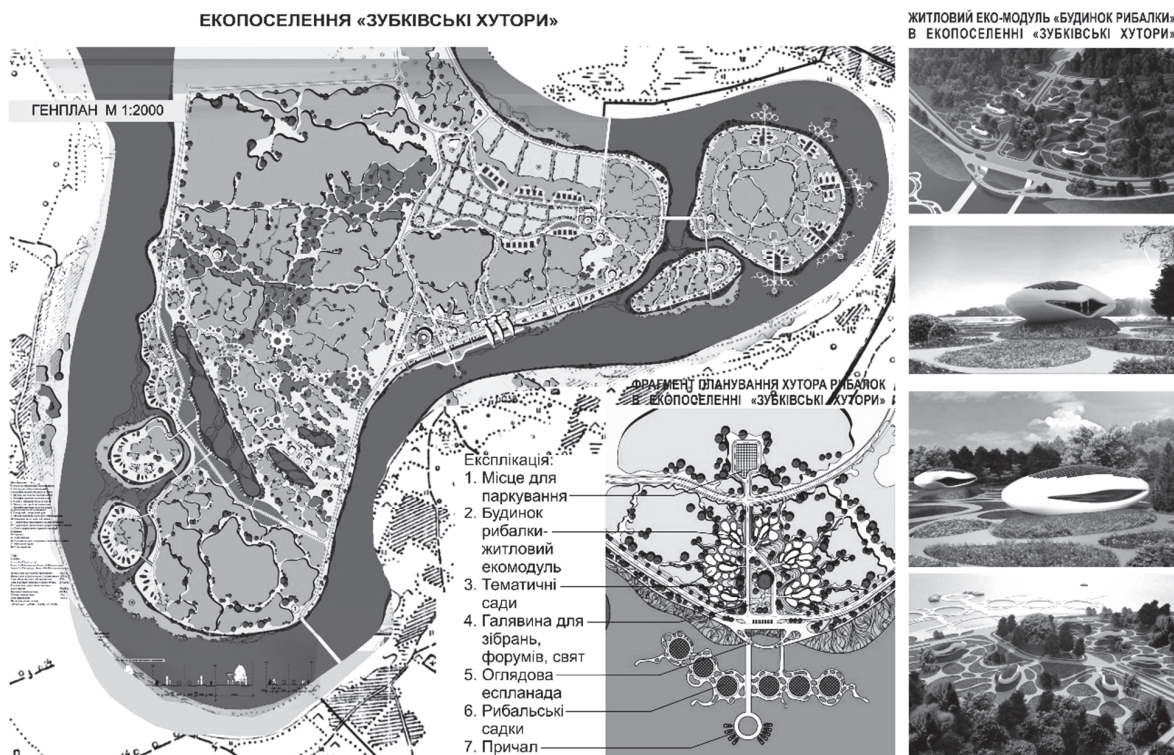 ЕКОПОСЕЛЕННЯ «ЗУБКІВСЬКІ ХУТОРИ»
ГЕНПЛАН М 1:2000
ЖИТЛОВИЙ ЕКО-МОДУЛЬ «БУДИНОК РИБАЛКИ»
В ЕКОПОСЕЛЕННІ «ЗУБКІВСЬКІ ХУТОРИ»
ФРАГМЕНТ ПЛАНУВАННЯ ХУТОРА РИБАЛОК
В ЕКОПОСЕЛЕННІ «ЗУБКІВСЬКІ ХУТОРИ»
Експлікація:
1. Місце для
паркування
2. Будинок
рибалки-
житловий
екомодуль
3. Тематичні
сади
4. Галявина для
зібрань,
форумів, свят
5. Оглядова
еспланада
6. Рибальські
садки
7. Причал